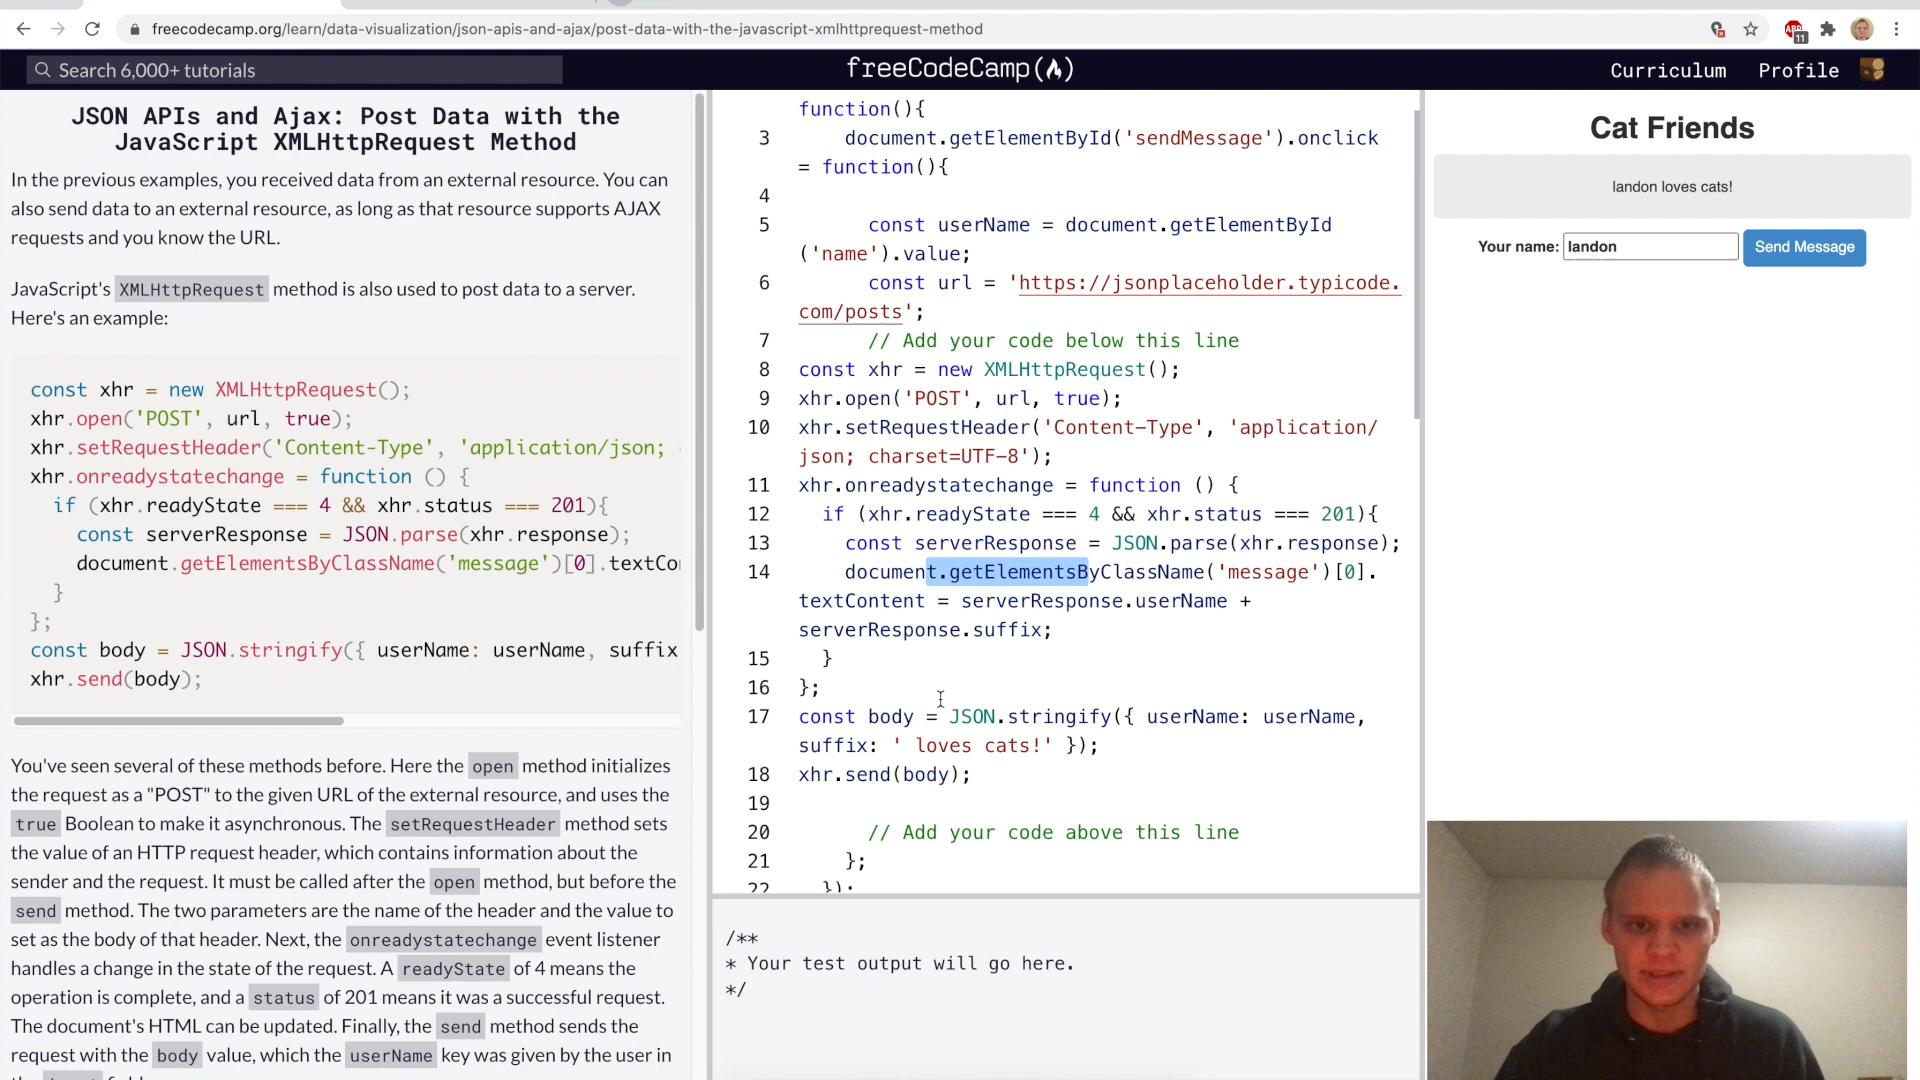 freecodecamp.org/learn/data-visualization/json-apis-and-ajax/post-data-with-the-javascript-xmlhttprequest-method
11
Search 6,000+ tutorials
freeCodeCamp
Curriculum
Profile
JSON APIs and Ajax: Post Data with the
JavaScript XMLHttpRequest Method
In the previous examples, you received data from an external resource. You can
also send data to an external resource, as long as that resource supports AJAX
requests and you know the URL.
JavaScript's XMLHttpRequest method is also used to post data to a server.
Here's an example:
const xhr = new XMLHttpRequest();
xhr.open('POST', url, true);
xhr.setRequestHeader('Content-Type', 'application/json;
xhr.onreadystatechange = function () {
if (xhr.readyState === 4 && xhr.status === 201){
const serverResponse = JSON.parse(xhr.response);
document.getElementsByClassName('message')[0].textCo
}
};
const body = JSON.stringify({ userName: userName, suffix
xhr.send(body);
You've seen several of these methods before. Here the open method initializes
the request as a "POST" to the given URL of the external resource, and uses the
true Boolean to make it asynchronous. The setRequestHeader method sets
the value of an HTTP request header, which contains information about the
sender and the request. It must be called after the open method, but before the
send method. The two parameters are the name of the header and the value to
set as the body of that header. Next, the onreadystatechange event listener
handles a change in the state of the request. A readyState of 4 means the
operation is complete, and a status of 201 means it was a successful request.
The document's HTML can be updated. Finally, the send method sends the
request with the body value, which the userName key was given by the user in
function(){
3 document.getElementById('sendMessage').onclick
= function(){
4
5 const userName = document.getElementById
('name').value;
6 const url = 'https://jsonplaceholder.typicode.
com/posts';
7 // Add your code below this line
8 const xhr = new XMLHttpRequest();
9 xhr.open('POST', url, true);
10 xhr.setRequestHeader('Content-Type', 'application/
json; charset=UTF-8');
11 xhr.onreadystatechange = function () {
12 if (xhr.readyState === 4 && xhr.status === 201){
13 const serverResponse = JSON.parse(xhr.response);
14 document.getElementsByClassName('message')[0].
textContent = serverResponse.userName +
serverResponse.suffix;
15 }
16 };
17 const body = JSON.stringify({ userName: userName,
suffix: ' loves cats!' });
18 xhr.send(body);
19
20 // Add your code above this line
21 };
22 });
/**
* Your test output will go here.
*/
Cat Friends
landon loves cats!
Your name: landon Send Message